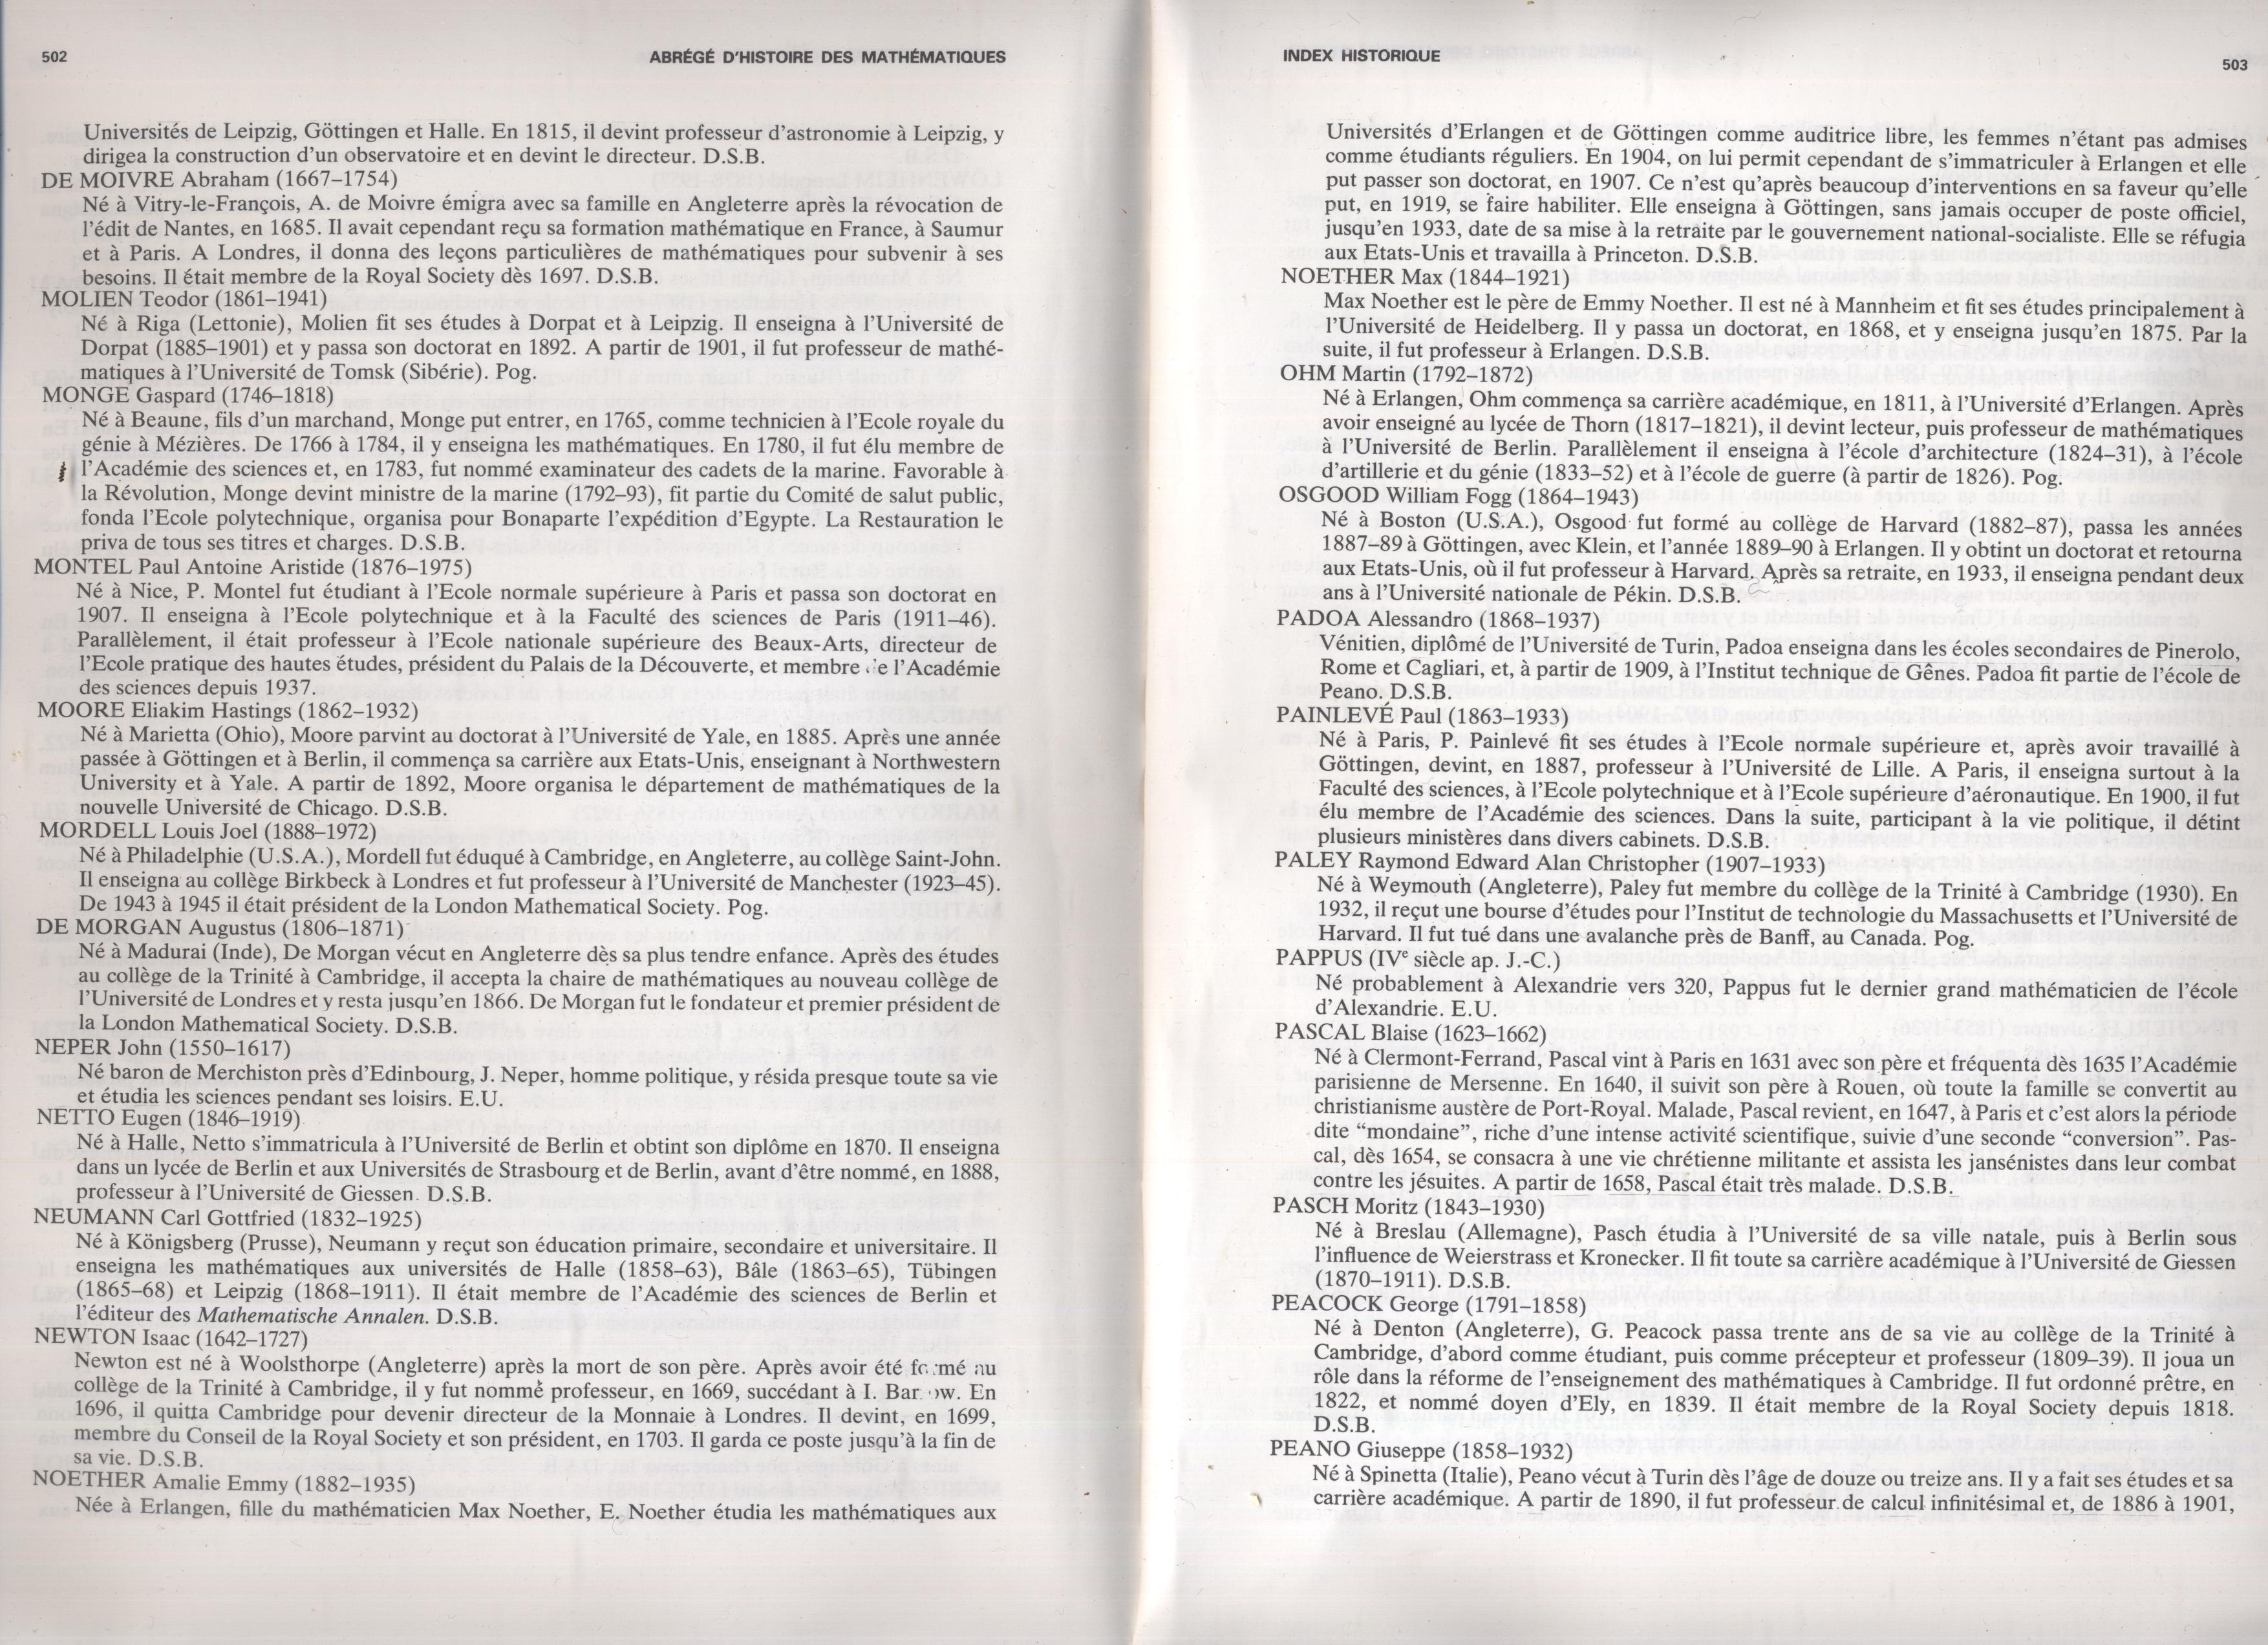 502
ABRÉGÉ D'HISTOIRE DES MATHÉMATIQUES
Universités de Leipzig, Göttingen et Halle. En 1815, il devint professeur d'astronomie à Leipzig, y
dirigea la construction d'un observatoire et en devint le directeur. D.S.B.
DE MOIVRE Abraham (1667–1754)
Né à Vitry-le-François, A. de Moivre émigra avec sa famille en Angleterre après la révocation de
l'édit de Nantes, en 1685. Il avait cependant reçu sa formation mathématique en France, à Saumur
et à Paris. A Londres, il donna des leçons particulières de mathématiques pour subvenir à ses
besoins. Il était membre de la Royal Society dès 1697. D.S.B.
MOLIEN Teodor (1861–1941)
Né à Riga (Lettonie), Molien fit ses études à Dorpat et à Leipzig. Il enseigna à l'Université de
Dorpat (1885–1901) et y passa son doctorat en 1892. A partir de 1901, il fut professeur de mathé-
matiques à l'Université de Tomsk (Sibérie). Pog.
MONGE Gaspard (1746–1818)
Né à Beaune, fils d'un marchand, Monge put entrer, en 1765, comme technicien à l'Ecole royale du
génie à Mézières. De 1766 à 1784, il y enseigna les mathématiques. En 1780, il fut élu membre de
l'Académie des sciences et, en 1783, fut nommé examinateur des cadets de la marine. Favorable à
la Révolution, Monge devint ministre de la marine (1792–93), fit partie du Comité de salut public,
fonda l'Ecole polytechnique, organisa pour Bonaparte l'expédition d'Egypte. La Restauration le
priva de tous ses titres et charges. D.S.B.
MONTEL Paul Antoine Aristide (1876–1975)
Né à Nice, P. Montel fut étudiant à l'Ecole normale supérieure à Paris et passa son doctorat en
1907. Il enseigna à l'Ecole polytechnique et à la Faculté des sciences de Paris (1911–46).
Parallèlement, il était professeur à l'Ecole nationale supérieure des Beaux-Arts, directeur de
l'Ecole pratique des hautes études, président du Palais de la Découverte, et membre de l'Académie
des sciences depuis 1937.
MOORE Eliakim Hastings (1862–1932)
Né à Marietta (Ohio), Moore parvint au doctorat à l'Université de Yale, en 1885. Après une année
passée à Göttingen et à Berlin, il commença sa carrière aux Etats-Unis, enseignant à Northwestern
University et à Yale. A partir de 1892, Moore organisa le département de mathématiques de la
nouvelle Université de Chicago. D.S.B.
MORDELL Louis Joel (1888–1972)
Né à Philadelphie (U.S.A.), Mordell fut éduqué à Cambridge, en Angleterre, au collège Saint-John.
Il enseigna au collège Birkbeck à Londres et fut professeur à l'Université de Manchester (1923–45).
De 1943 à 1945 il était président de la London Mathematical Society. Pog.
DE MORGAN Augustus (1806–1871)
Né à Madurai (Inde), De Morgan vécut en Angleterre dès sa plus tendre enfance. Après des études
au collège de la Trinité à Cambridge, il accepta la chaire de mathématiques au nouveau collège de
l'Université de Londres et y resta jusqu'en 1866. De Morgan fut le fondateur et premier président de
la London Mathematical Society. D.S.B.
NEPER John (1550–1617)
Né baron de Merchiston près d'Edinbourg, J. Neper, homme politique, y résida presque toute sa vie
et étudia les sciences pendant ses loisirs. E.U.
NETTO Eugen (1846–1919)
Né à Halle, Netto s'immatricula à l'Université de Berlin et obtint son diplôme en 1870. Il enseigna
dans un lycée de Berlin et aux Universités de Strasbourg et de Berlin, avant d'être nommé, en 1888,
professeur à l'Université de Giessen. D.S.B.
NEUMANN Carl Gottfried (1832–1925)
Né à Königsberg (Prusse), Neumann y reçut son éducation primaire, secondaire et universitaire. Il
enseigna les mathématiques aux universités de Halle (1858–63), Bâle (1863–65), Tübingen
(1865–68) et Leipzig (1868–1911). Il était membre de l'Académie des sciences de Berlin et
l'éditeur des Mathematische Annalen. D.S.B.
NEWTON Isaac (1642–1727)
Newton est né à Woolsthorpe (Angleterre) après la mort de son père. Après avoir été formé au
collège de la Trinité à Cambridge, il y fut nommé professeur, en 1669, succédant à I. Barrow. En
1696, il quitta Cambridge pour devenir directeur de la Monnaie à Londres. Il devint, en 1699,
membre du Conseil de la Royal Society et son président, en 1703. Il garda ce poste jusqu'à la fin de
sa vie. D.S.B.
NOETHER Amalie Emmy (1882–1935)
Née à Erlangen, fille du mathématicien Max Noether, E. Noether étudia les mathématiques aux
INDEX HISTORIQUE
503
Universités d'Erlangen et de Göttingen comme auditrice libre, les femmes n'étant pas admises
comme étudiants réguliers. En 1904, on lui permit cependant de s'immatriculer à Erlangen et elle
put passer son doctorat, en 1907. Ce n'est qu'après beaucoup d'interventions en sa faveur qu'elle
put, en 1919, se faire habiliter. Elle enseigna à Göttingen, sans jamais occuper de poste officiel,
jusqu'en 1933, date de sa mise à la retraite par le gouvernement national-socialiste. Elle se réfugia
aux Etats-Unis et travailla à Princeton. D.S.B.
NOETHER Max (1844–1921)
Max Noether est le père de Emmy Noether. Il est né à Mannheim et fit ses études principalement à
l'Université de Heidelberg. Il y passa un doctorat, en 1868, et y enseigna jusqu'en 1875. Par la
suite, il fut professeur à Erlangen. D.S.B.
OHM Martin (1792–1872)
Né à Erlangen, Ohm commença sa carrière académique, en 1811, à l'Université d'Erlangen. Après
avoir enseigné au lycée de Thorn (1817–1821), il devint lecteur, puis professeur de mathématiques
à l'Université de Berlin. Parallèlement il enseigna à l'école d'architecture (1824–31), à l'école
d'artillerie et du génie (1833–52) et à l'école de guerre (à partir de 1826). Pog.
OSGOOD William Fogg (1864–1943)
Né à Boston (U.S.A.), Osgood fut formé au collège de Harvard (1882–87), passa les années
1887–89 à Göttingen, avec Klein, et l'année 1889–90 à Erlangen. Il y obtint un doctorat et retourna
aux Etats-Unis, où il fut professeur à Harvard. Après sa retraite, en 1933, il enseigna pendant deux
ans à l'Université nationale de Pékin. D.S.B.
PADOA Alessandro (1868–1937)
Vénitien, diplômé de l'Université de Turin, Padoa enseigna dans les écoles secondaires de Pinerolo,
Rome et Cagliari, et, à partir de 1909, à l'Institut technique de Gênes. Padoa fit partie de l'école de
Peano. D.S.B.
PAINLEVÉ Paul (1863–1933)
Né à Paris, P. Painlevé fit ses études à l'Ecole normale supérieure et, après avoir travaillé à
Göttingen, devint, en 1887, professeur à l'Université de Lille. A Paris, il enseigna surtout à la
Faculté des sciences, à l'Ecole polytechnique et à l'Ecole supérieure d'aéronautique. En 1900, il fut
élu membre de l'Académie des sciences. Dans la suite, participant à la vie politique, il détint
plusieurs ministères dans divers cabinets. D.S.B.
PALEY Raymond Edward Alan Christopher (1907–1933)
Né à Weymouth (Angleterre), Paley fut membre du collège de la Trinité à Cambridge (1930). En
1932, il reçut une bourse d'études pour l'Institut de technologie du Massachusetts et l'Université de
Harvard. Il fut tué dans une avalanche près de Banff, au Canada. Pog.
PAPPUS (IVe siècle ap. J.-C.)
Né probablement à Alexandrie vers 320, Pappus fut le dernier grand mathématicien de l'école
d'Alexandrie. E.U.
PASCAL Blaise (1623–1662)
Né à Clermont-Ferrand, Pascal vint à Paris en 1631 avec son père et fréquenta dès 1635 l'Académie
parisienne de Mersenne. En 1640, il suivit son père à Rouen, où toute la famille se convertit au
christianisme austère de Port-Royal. Malade, Pascal revient, en 1647, à Paris et c'est alors la période
dite “mondaine”, riche d'une intense activité scientifique, suivie d'une seconde “conversion”. Pas-
cal, dès 1654, se consacra à une vie chrétienne militante et assista les jansénistes dans leur combat
contre les jésuites. A partir de 1658, Pascal était très malade. D.S.B.
PASCH Moritz (1843–1930)
Né à Breslau (Allemagne), Pasch étudia à l'Université de sa ville natale, puis à Berlin sous
l'influence de Weierstrass et Kronecker. Il fit toute sa carrière académique à l'Université de Giessen
(1870–1911). D.S.B.
PEACOCK George (1791–1858)
Né à Denton (Angleterre), G. Peacock passa trente ans de sa vie au collège de la Trinité à
Cambridge, d'abord comme étudiant, puis comme précepteur et professeur (1809–39). Il joua un
rôle dans la réforme de l'enseignement des mathématiques à Cambridge. Il fut ordonné prêtre, en
1822, et nommé doyen d'Ely, en 1839. Il était membre de la Royal Society depuis 1818.
D.S.B.
PEANO Giuseppe (1858–1932)
Né à Spinetta (Italie), Peano vécut à Turin dès l'âge de douze ou treize ans. Il y a fait ses études et sa
carrière académique. A partir de 1890, il fut professeur de calcul infinitésimal et, de 1886 à 1901,